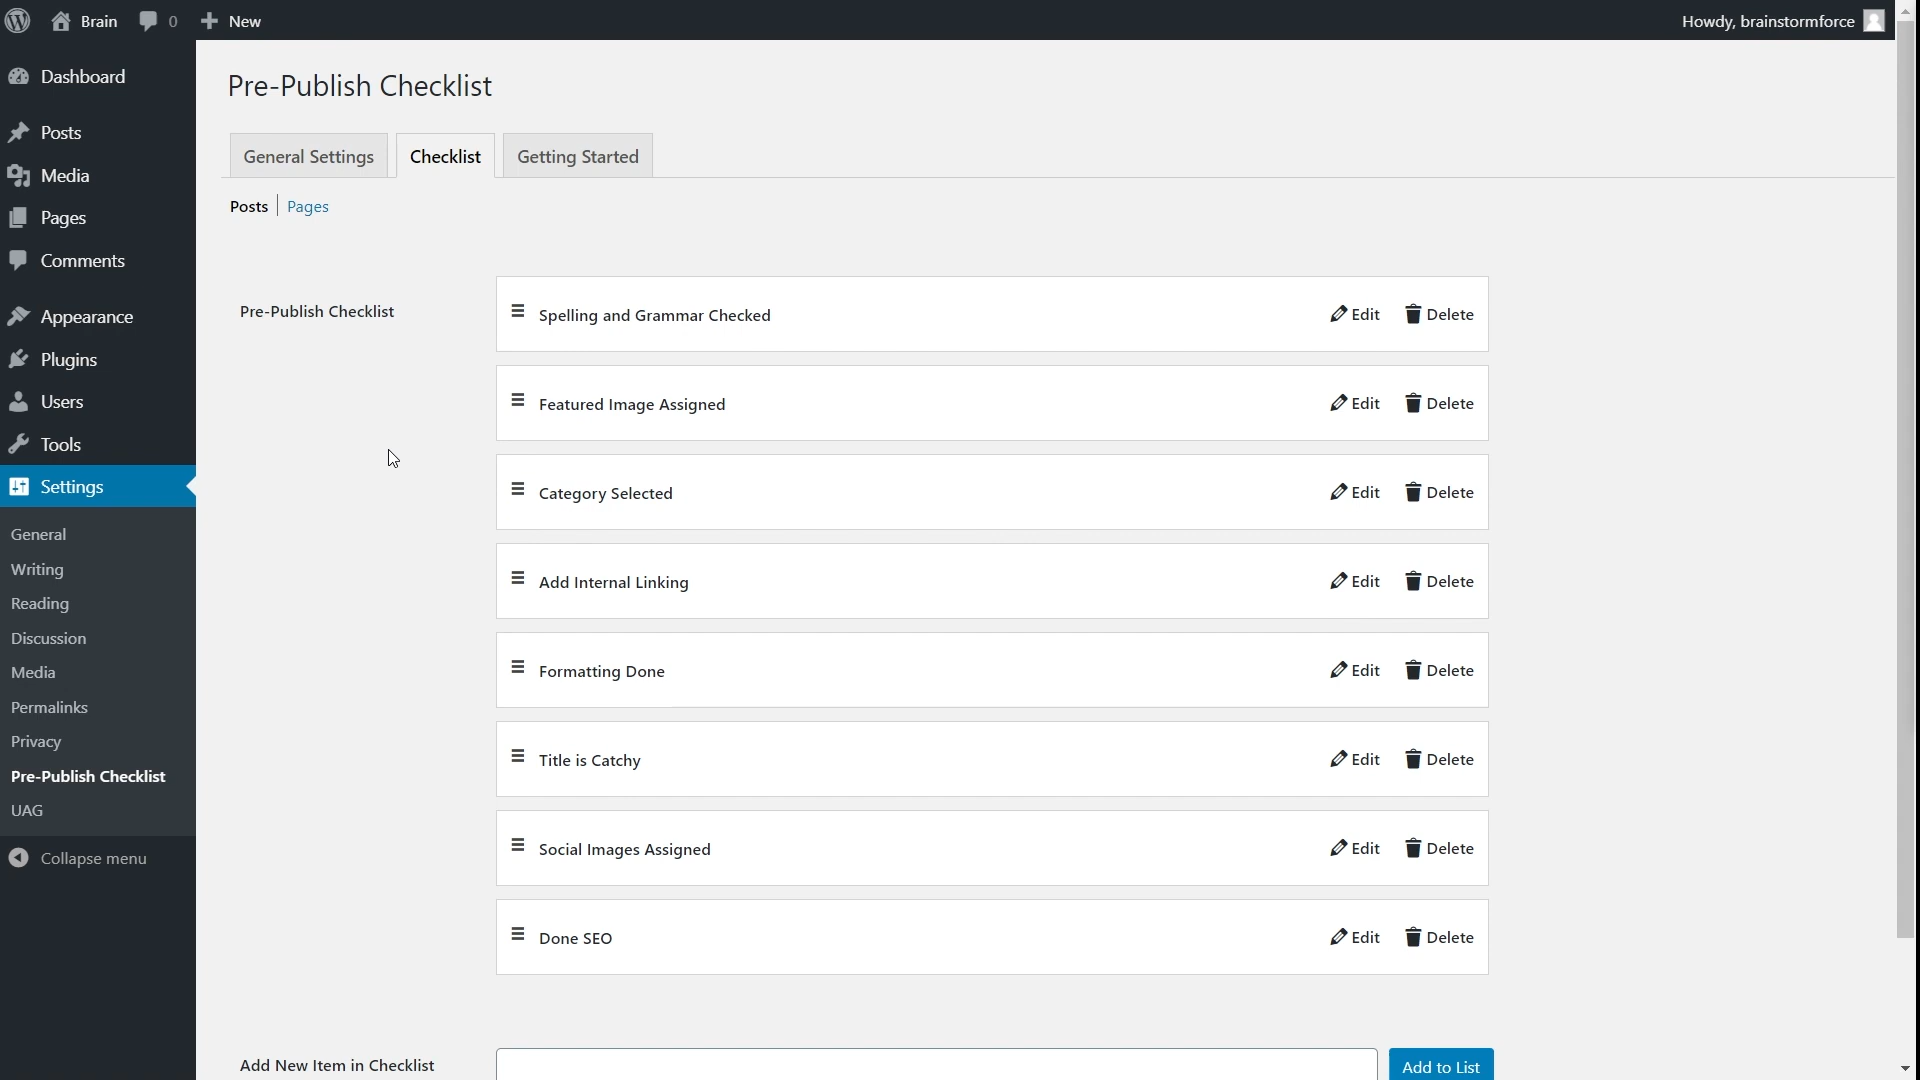 Brain 0 New Howdy, brainstormforce
Dashboard
Posts
Media
Pages
Comments
Appearance
Plugins
Users
Tools
Settings
General
Writing
Reading
Discussion
Media
Permalinks
Privacy
Pre-Publish Checklist
UAG
Collapse menu
Pre-Publish Checklist
General Settings Checklist Getting Started
Posts | Pages
Pre-Publish Checklist
Spelling and Grammar Checked Edit Delete
Featured Image Assigned Edit Delete
Category Selected Edit Delete
Add Internal Linking Edit Delete
Formatting Done Edit Delete
Title is Catchy Edit Delete
Social Images Assigned Edit Delete
Done SEO Edit Delete
Add New Item in Checklist Add to List